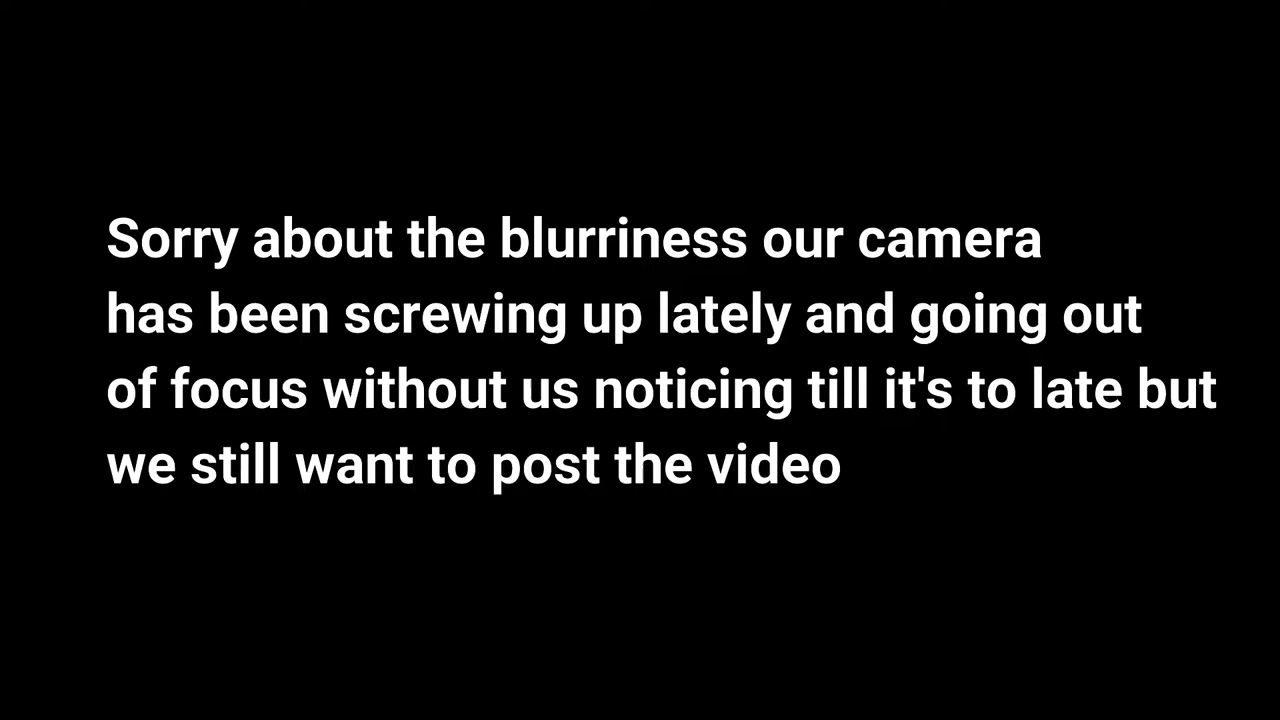 Sorry about the blurriness our camera
has been screwing up lately and going out
of focus without us noticing till it's to late but
we still want to post the video